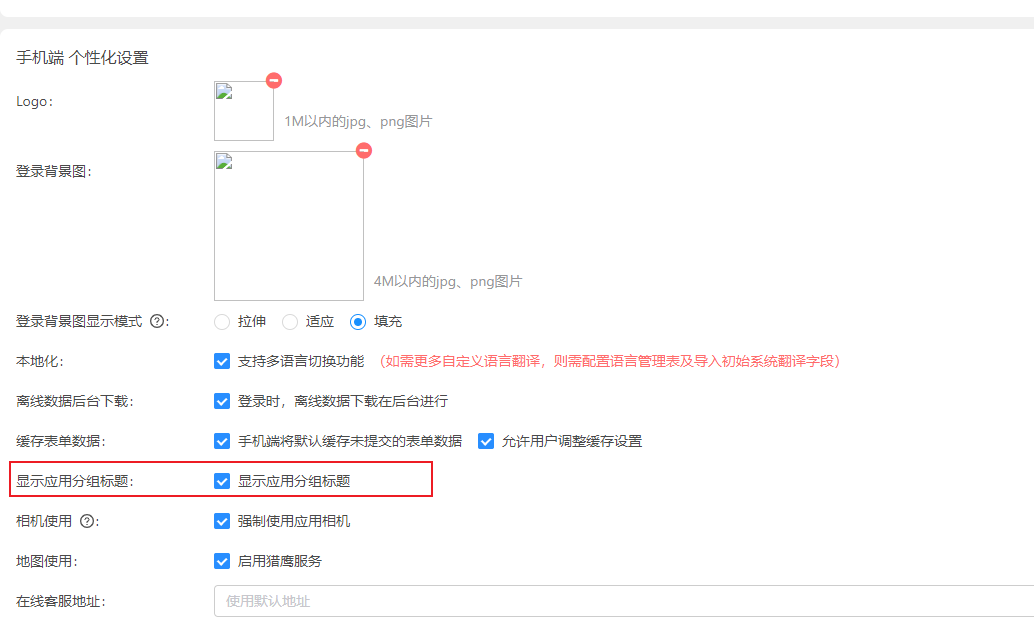 手机端 个性化设置
Logo:
1M以内的jpg、png图片
登录背景图:
4M以内的jpg、png图片
登录背景图显示模式 ?: 拉伸 适应 填充
本地化: 支持多语言切换功能 (如需更多自定义语言翻译，则需配置语言管理表及导入初始系统翻译字段)
离线数据后台下载: 登录时，离线数据下载在后台进行
缓存表单数据: 手机端将默认缓存未提交的表单数据 允许用户调整缓存设置
显示应用分组标题: 显示应用分组标题
相机使用 ?: 强制使用应用相机
地图使用: 启用猎鹰服务
在线客服地址: 使用默认地址